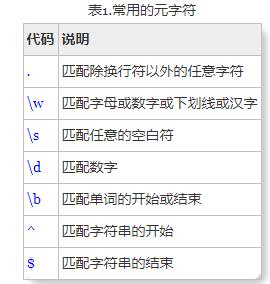 表1.常用的元字符
代码 说明
. 匹配除换行符以外的任意字符
\w 匹配字母或数字或下划线或汉字
\s 匹配任意的空白符
\d 匹配数字
\b 匹配单词的开始或结束
^ 匹配字符串的开始
$ 匹配字符串的结束